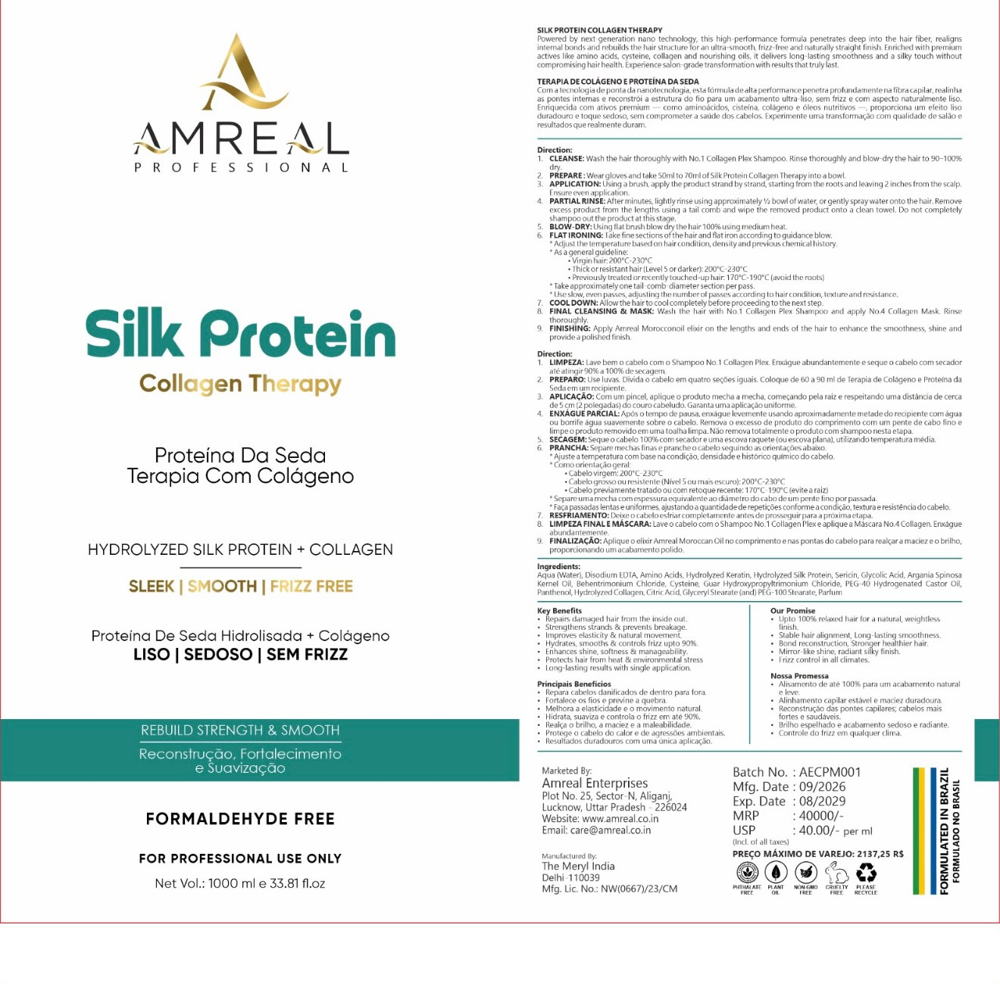 AMREAL
PROFESSIONAL
Silk Protein
Collagen Therapy
Proteína Da Seda
Terapia Com Colágeno
HYDROLYZED SILK PROTEIN + COLLAGEN
SLEEK | SMOOTH | FRIZZ FREE
Proteína De Seda Hidrolisada + Colágeno
LISO | SEDOSO | SEM FRIZZ
REBUILD STRENGTH & SMOOTH
Reconstrução, Fortalecimento
e Suavização
FORMALDEHYDE FREE
FOR PROFESSIONAL USE ONLY
Net Vol.: 1000 ml e 33.81 fl.oz
SILK PROTEIN COLLAGEN THERAPY
Powered by next-generation nano technology, this high-performance formula penetrates deep into the hair fiber, realigns
internal bonds and rebuilds the hair structure for an ultra-smooth, frizz-free and naturally straight finish. Enriched with premium
actives like amino acids, cysteine, collagen and nourishing oils, it delivers long-lasting smoothness and a silky touch without
compromising hair health. Experience salon-grade transformation with results that truly last.
TERAPIA DE COLÁGENO E PROTEÍNA DA SEDA
Com a tecnologia de ponta da nanotecnologia, esta fórmula de alta performance penetra profundamente na fibra capilar, realinha
as pontes internas e reconstrói a estrutura do fio para um acabamento ultra-liso, sem frizz e com aspecto naturalmente liso.
Enriquecida com ativos premium — como aminoácidos, cisteína, colágeno e óleos nutritivos —, proporciona um efeito liso
duradouro e toque sedoso, sem comprometer a saúde dos cabelos. Experimente uma transformação com qualidade de salão e
resultados que realmente duram.
Direction:
1. CLEANSE: Wash the hair thoroughly with No.1 Collagen Plex Shampoo. Rinse thoroughly and blow-dry the hair to 90–100%
dry.
2. PREPARE : Wear gloves and take 50ml to 70ml of Silk Protein Collagen Therapy into a bowl.
3. APPLICATION: Using a brush, apply the product strand by strand, starting from the roots and leaving 2 inches from the scalp.
Ensure even application.
4. PARTIAL RINSE: After minutes, lightly rinse using approximately ½ bowl of water, or gently spray water onto the hair. Remove
excess product from the lengths using a tail comb and wipe the removed product onto a clean towel. Do not completely
shampoo out the product at this stage.
5. BLOW-DRY: Using flat brush blow dry the hair 100% using medium heat.
6. FLAT IRONING: Take fine sections of the hair and flat iron according to guidance blow.
* Adjust the temperature based on hair condition, density and previous chemical history.
* As a general guideline:
• Virgin hair: 200°C-230°C
• Thick or resistant hair (Level 5 or darker): 200°C-230°C
• Previously treated or recently touched-up hair: 170°C-190°C (avoid the roots)
* Take approximately one tail-comb-diameter section per pass.
* Use slow, even passes, adjusting the number of passes according to hair condition, texture and resistance.
7. COOL DOWN: Allow the hair to cool completely before proceeding to the next step.
8. FINAL CLEANSING & MASK: Wash the hair with No.1 Collagen Plex Shampoo and apply No.4 Collagen Mask. Rinse
thoroughly.
9. FINISHING: Apply Amreal Morocconoil elixir on the lengths and ends of the hair to enhance the smoothness, shine and
provide a polished finish.
Direction:
1. LIMPEZA: Lave bem o cabelo com o Shampoo No.1 Collagen Plex. Enxágue abundantemente e seque o cabelo com secador
até atingir 90% a 100% de secagem.
2. PREPARO: Use luvas. Divida o cabelo em quatro seções iguais. Coloque de 60 a 90 ml de Terapia de Colágeno e Proteína da
Seda em um recipiente.
3. APLICAÇÃO: Com um pincel, aplique o produto mecha a mecha, começando pela raiz e respeitando uma distância de cerca
de 5 cm (2 polegadas) do couro cabeludo. Garanta uma aplicação uniforme.
4. ENXÁGUE PARCIAL: Após o tempo de pausa, enxágue levemente usando aproximadamente metade do recipiente com água
ou borrife água suavemente sobre o cabelo. Remova o excesso de produto do comprimento com um pente de cabo fino e
limpe o produto removido em uma toalha limpa. Não remova totalmente o produto com shampoo nesta etapa.
5. SECAGEM: Seque o cabelo 100% com secador e uma escova raquete (ou escova plana), utilizando temperatura média.
6. PRANCHA: Separe mechas finas e pranche o cabelo seguindo as orientações abaixo.
* Ajuste a temperatura com base na condição, densidade e histórico químico do cabelo.
* Como orientação geral:
• Cabelo virgem: 200°C-230°C
• Cabelo grosso ou resistente (Nível 5 ou mais escuro): 200°C-230°C
• Cabelo previamente tratado ou com retoque recente: 170°C-190°C (evite a raiz)
* Separe uma mecha com espessura equivalente ao diâmetro do cabo de um pente fino por passada.
* Faça passadas lentas e uniformes, ajustando a quantidade de repetições conforme a condição, textura e resistência do cabelo.
7. RESFRIAMENTO: Deixe o cabelo esfriar completamente antes de prosseguir para a próxima etapa.
8. LIMPEZA FINAL E MÁSCARA: Lave o cabelo com o Shampoo No.1 Collagen Plex e aplique a Máscara No.4 Collagen. Enxágue
abundantemente.
9. FINALIZAÇÃO: Aplique o elixir Amreal Moroccan Oil no comprimento e nas pontas do cabelo para realçar a maciez e o brilho,
proporcionando um acabamento polido.
Ingredients:
Aqua (Water), Disodium EDTA, Amino Acids, Hydrolyzed Keratin, Hydrolyzed Silk Protein, Sericin, Glycolic Acid, Argania Spinosa
Kernel Oil, Behentrimonium Chloride, Cysteine, Guar Hydroxypropyltrimonium Chloride, PEG-40 Hydrogenated Castor Oil,
Panthenol, Hydrolyzed Collagen, Citric Acid, Glyceryl Stearate (and) PEG-100 Stearate, Parfum
Key Benefits
• Repairs damaged hair from the inside out.
• Strengthens strands & prevents breakage.
• Improves elasticity & natural movement.
• Hydrates, smooths & controls frizz upto 90%.
• Enhances shine, softness & manageability.
• Protects hair from heat & environmental stress
• Long-lasting results with single application.
Principais Benefícios
• Repara cabelos danificados de dentro para fora.
• Fortalece os fios e previne a quebra.
• Melhora a elasticidade e o movimento natural.
• Hidrata, suaviza e controla o frizz em até 90%.
• Realça o brilho, a maciez e a maleabilidade.
• Protege o cabelo do calor e de agressões ambientais.
• Resultados duradouros com uma única aplicação.
Our Promise
• Upto 100% relaxed hair for a natural, weightless
finish.
• Stable hair alignment, Long-lasting smoothness.
• Bond reconstruction, Stronger healthier hair.
• Mirror-like shine, radiant silky finish.
• Frizz control in all climates.
Nossa Promessa
• Alisamento de até 100% para um acabamento natural
e leve.
• Alinhamento capilar estável e maciez duradoura.
• Reconstrução das pontes capilares; cabelos mais
fortes e saudáveis.
• Brilho espelhado e acabamento sedoso e radiante.
• Controle do frizz em qualquer clima.
Marketed By:
Amreal Enterprises
Plot No. 25, Sector-N, Aliganj,
Lucknow, Uttar Pradesh - 226024
Website: www.amreal.co.in
Email: care@amreal.co.in
Manufactured By:
The Meryl India
Delhi-110039
Mfg. Lic. No.: NW(0667)/23/CM
Batch No. : AECPM001
Mfg. Date : 09/2026
Exp. Date : 08/2029
MRP : 40000/-
USP : 40.00/- per ml
(Incl. of all taxes)
PREÇO MÁXIMO DE VAREJO: 2137,25 R$
PHTHALATE FREE
PLANT OIL
NON-GMO FREE
CRUELTY FREE
PLEASE RECYCLE
FORMULATED IN BRAZIL
FORMULADO NO BRASIL